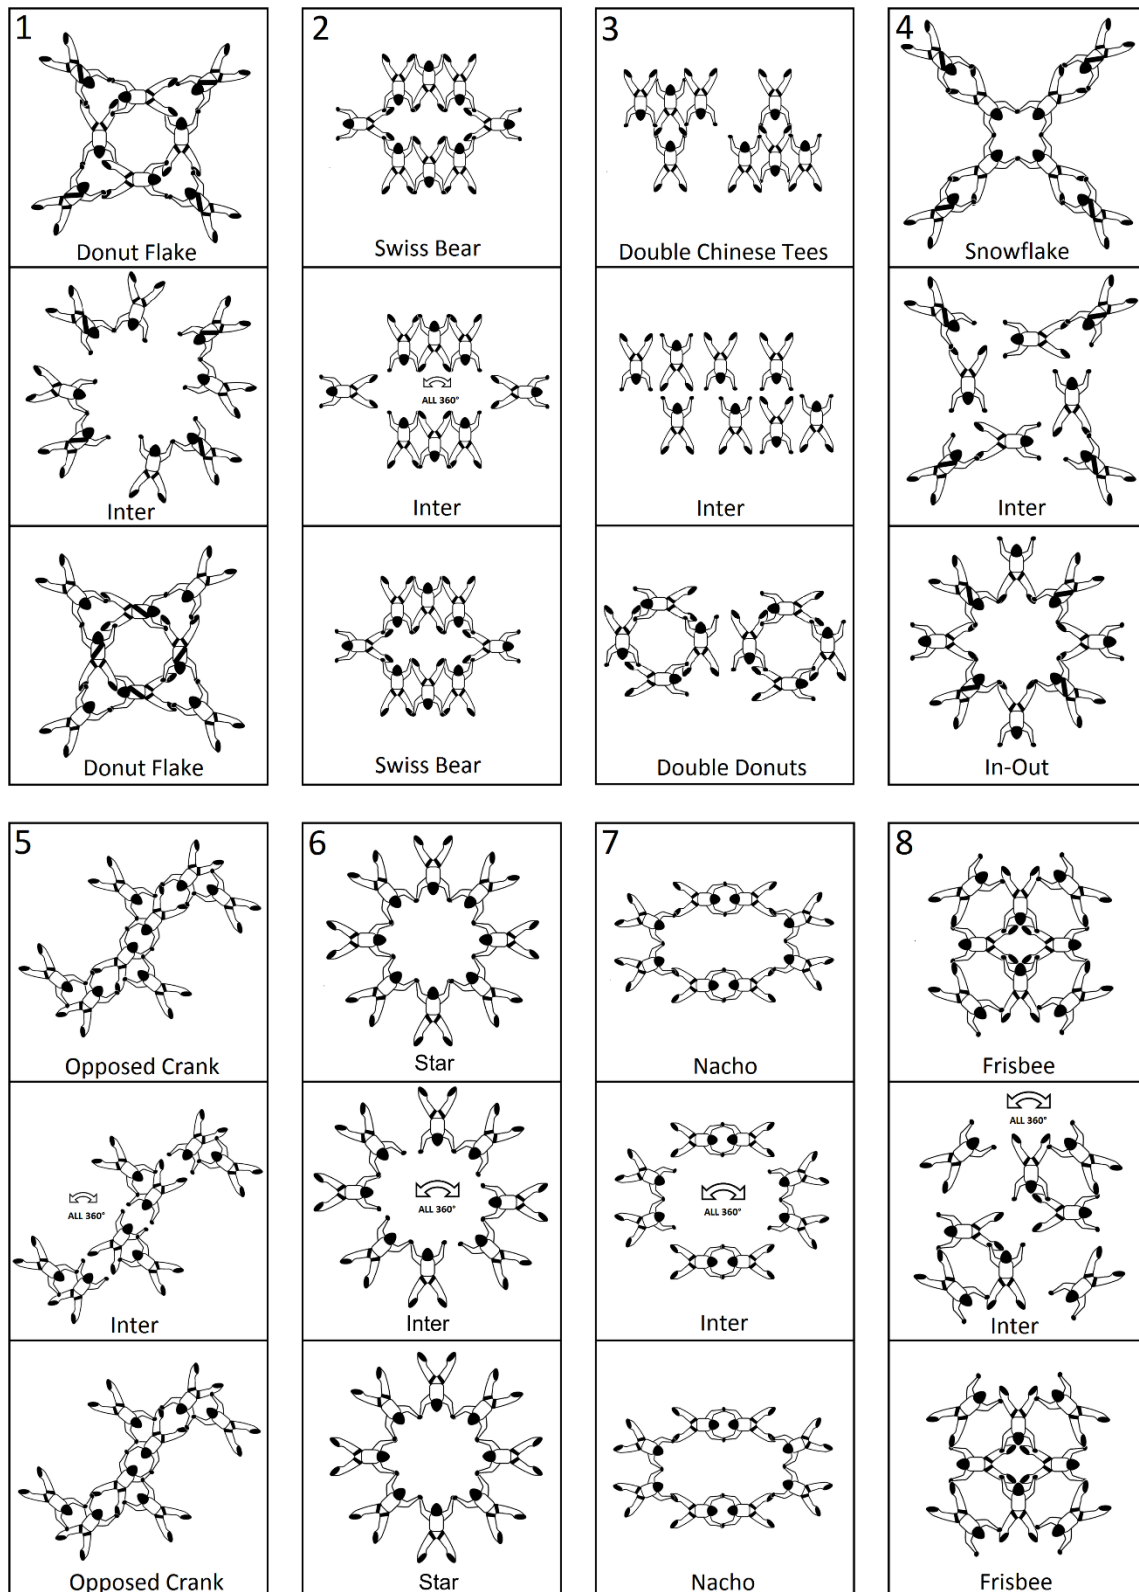 1
Donut Flake
Inter
Donut Flake
2
Swiss Bear
ALL 360°
Inter
Swiss Bear
3
Double Chinese Tees
Inter
Double Donuts
4
Snowflake
Inter
In-Out
5
Opposed Crank
ALL 360°
Inter
Opposed Crank
6
Star
ALL 360°
Inter
Star
7
Nacho
ALL 360°
Inter
Nacho
8
Frisbee
ALL 360°
Inter
Frisbee